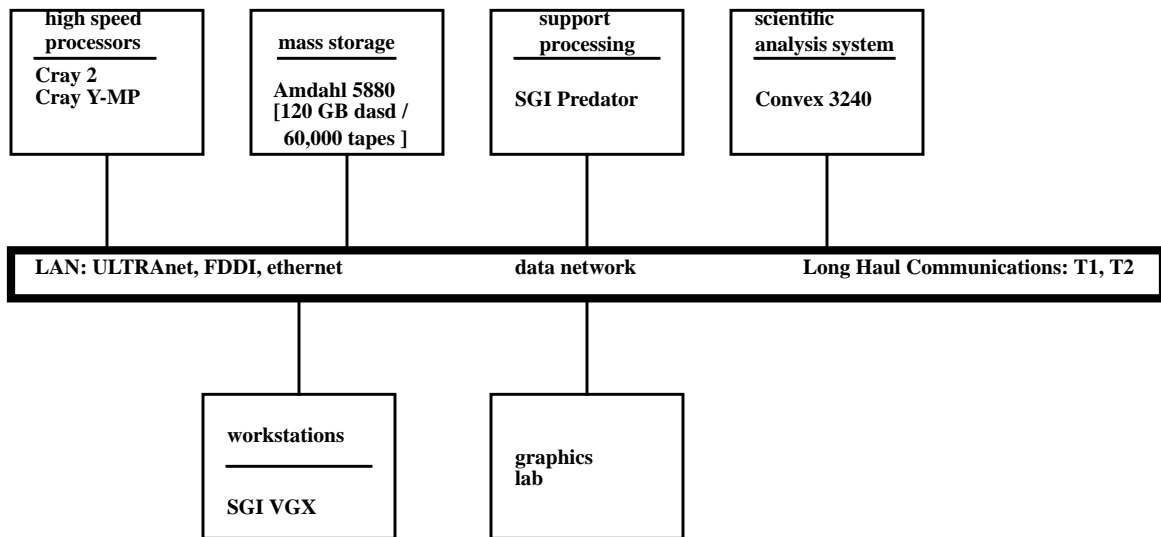 high speed
processors
Cray 2
Cray Y-MP
mass storage
Amdahl 5880
[120 GB dasd /
60,000 tapes ]
support
processing
SGI Predator
scientific
analysis system
Convex 3240
LAN: ULTRAnet, FDDI, ethernet
data network
Long Haul Communications: T1, T2
workstations
SGI VGX
graphics
lab